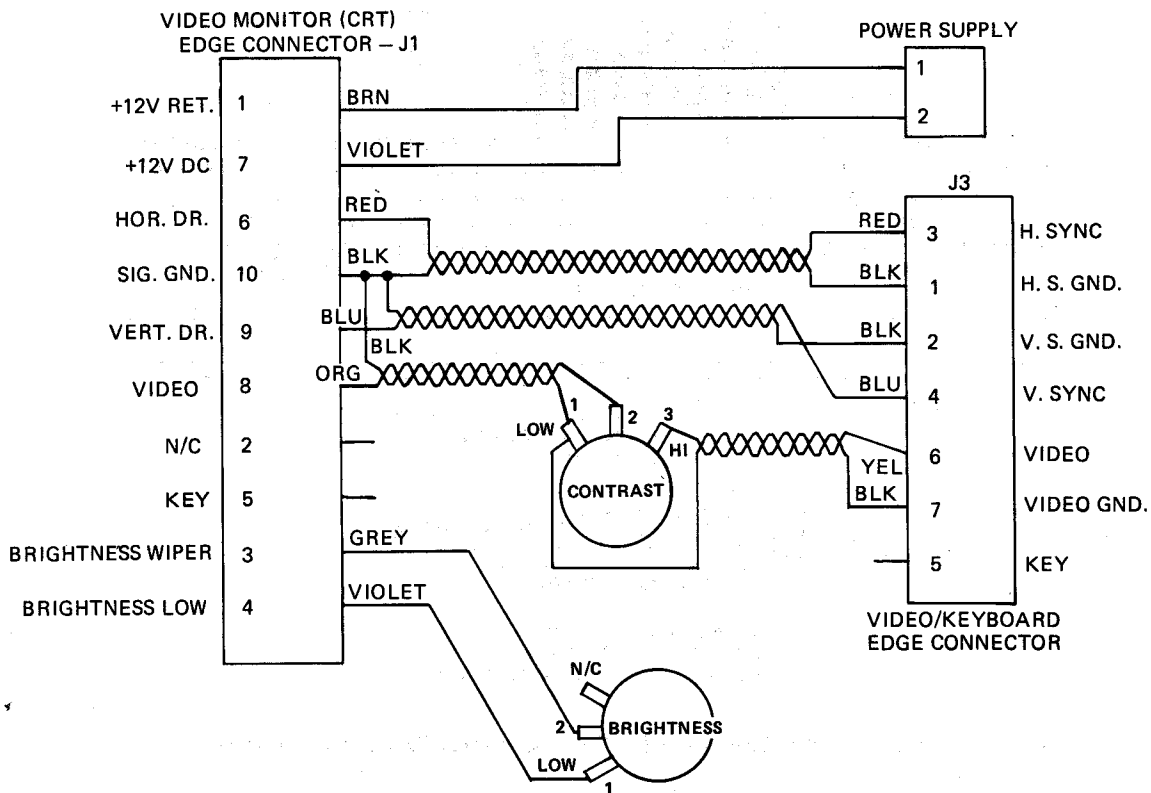 VIDEO MONITOR (CRT)
EDGE CONNECTOR – J1
POWER SUPPLY
1
2
+12V RET. 1 BRN
+12V DC 7 VIOLET
HOR. DR. 6 RED
SIG. GND. 10 BLK
VERT. DR. 9 BLU
BLK
VIDEO 8 ORG
N/C 2
KEY 5
BRIGHTNESS WIPER 3 GREY
BRIGHTNESS LOW 4 VIOLET
J3
RED 3 H. SYNC
BLK 1 H. S. GND.
BLK 2 V. S. GND.
BLU 4 V. SYNC
YEL 6 VIDEO
BLK 7 VIDEO GND.
5 KEY
VIDEO/KEYBOARD
EDGE CONNECTOR
1 2 3
LOW HI
CONTRAST
N/C
2 BRIGHTNESS
LOW
1